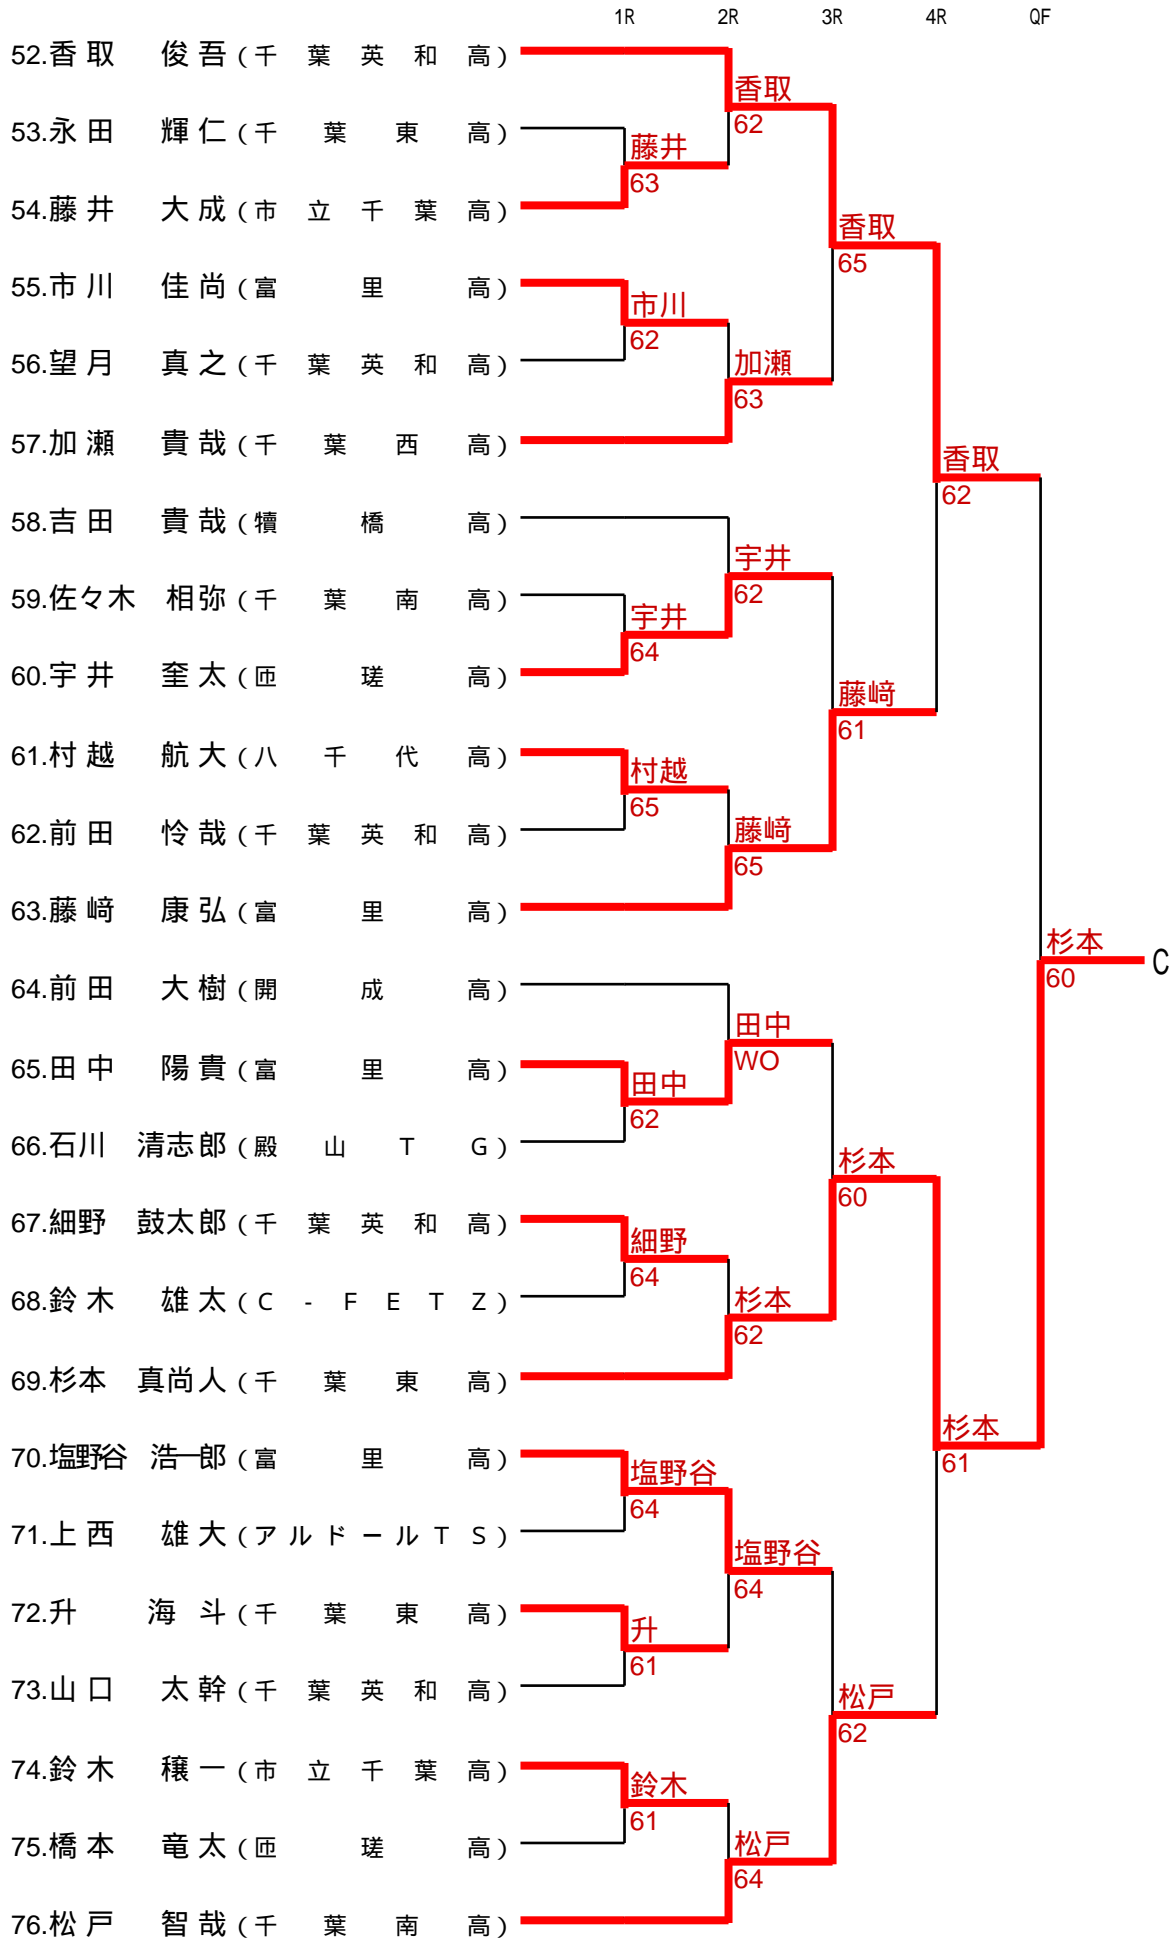 1R 2R 3R 4R QF
52.香取 俊吾(千葉英和高)
香取
62
53.永田 輝仁(千葉東高)
藤井
63
54.藤井 大成(市立千葉高)
香取
65
55.市川 佳尚(富里高)
市川
62
56.望月 真之(千葉英和高)
加瀬
63
57.加瀬 貴哉(千葉西高)
香取
62
58.吉田 貴哉(犢橋高)
宇井
62
59.佐々木 相弥(千葉南高)
宇井
64
60.宇井 奎太(匝瑳高)
藤﨑
61
61.村越 航大(八千代高)
村越
65
62.前田 怜哉(千葉英和高)
藤﨑
65
63.藤﨑 康弘(富里高)
杉本
60
C
64.前田 大樹(開成高)
田中
WO
65.田中 陽貴(富里高)
田中
62
66.石川 清志郎(殿山TG)
杉本
60
67.細野 鼓太郎(千葉英和高)
細野
64
68.鈴木 雄太(C-FETZ)
杉本
62
69.杉本 真尚人(千葉東高)
杉本
61
70.塩野谷 浩一郎(富里高)
塩野谷
64
71.上西 雄大(アルドールTS)
塩野谷
64
72.升 海斗(千葉東高)
升
61
73.山口 太幹(千葉英和高)
松戸
62
74.鈴木 穣一(市立千葉高)
鈴木
61
75.橋本 竜太(匝瑳高)
松戸
64
76.松戸 智哉(千葉南高)